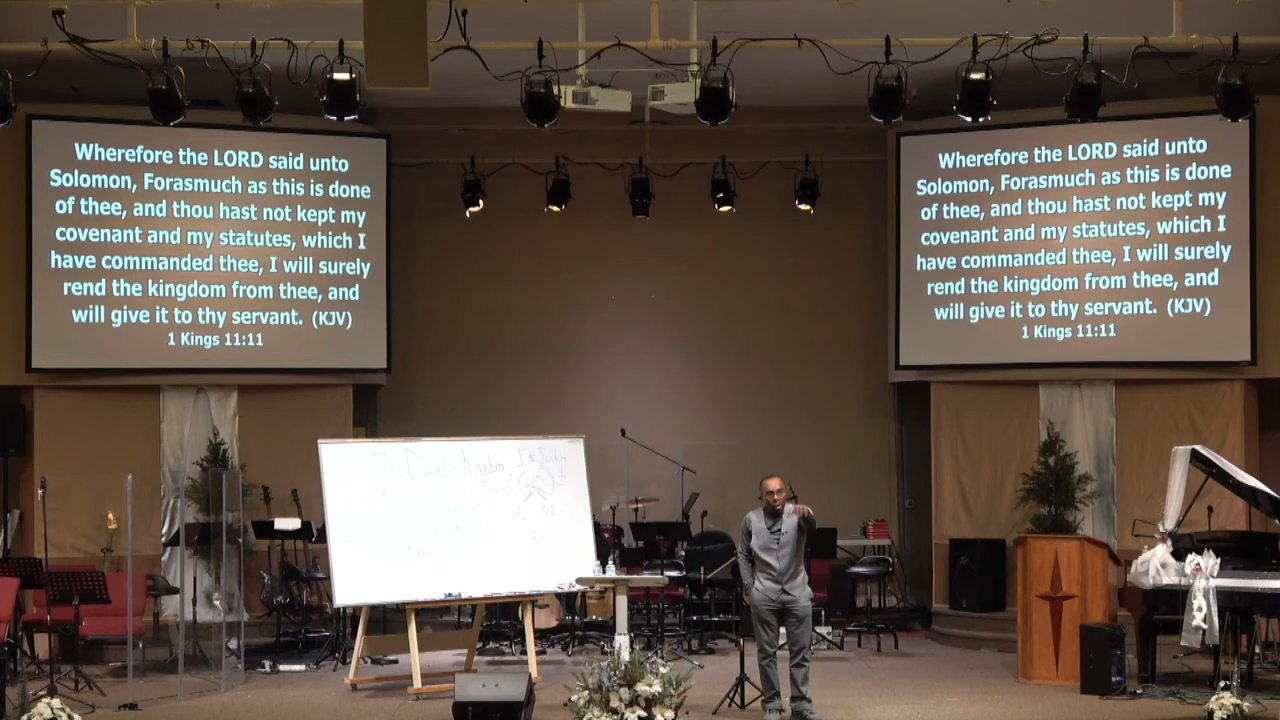 Wherefore the LORD said unto
Solomon, Forasmuch as this is done
of thee, and thou hast not kept my
covenant and my statutes, which I
have commanded thee, I will surely
rend the kingdom from thee, and
will give it to thy servant. (KJV)
1 Kings 11:11
Wherefore the LORD said unto
Solomon, Forasmuch as this is done
of thee, and thou hast not kept my
covenant and my statutes, which I
have commanded thee, I will surely
rend the kingdom from thee, and
will give it to thy servant. (KJV)
1 Kings 11:11
Kingdom